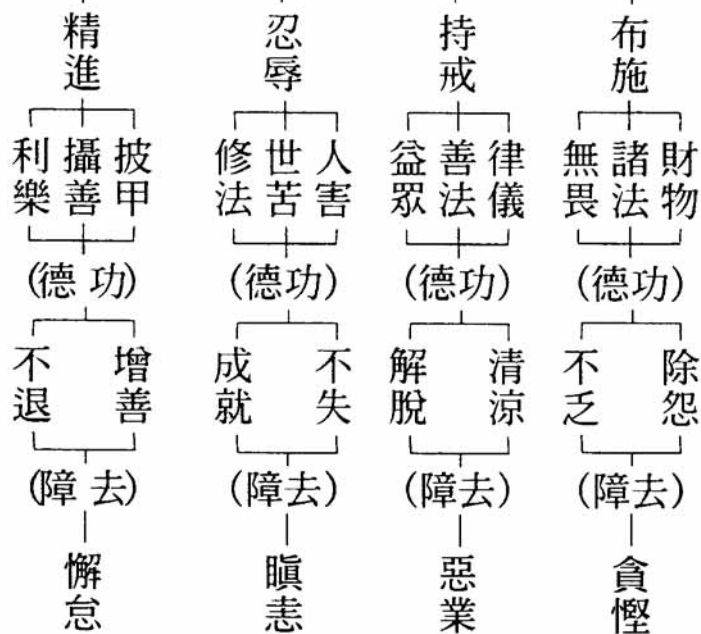 布施
財物
諸法
無畏
(功德)
除怨
不乏
(去障)
貪慳
持戒
律儀
善法
益眾
(功德)
清涼
解脫
(去障)
惡業
忍辱
人害
世苦
修法
(功德)
不失
成就
(去障)
瞋恚
精進
披甲
攝善
利樂
(功德)
增善
不退
(去障)
懈怠